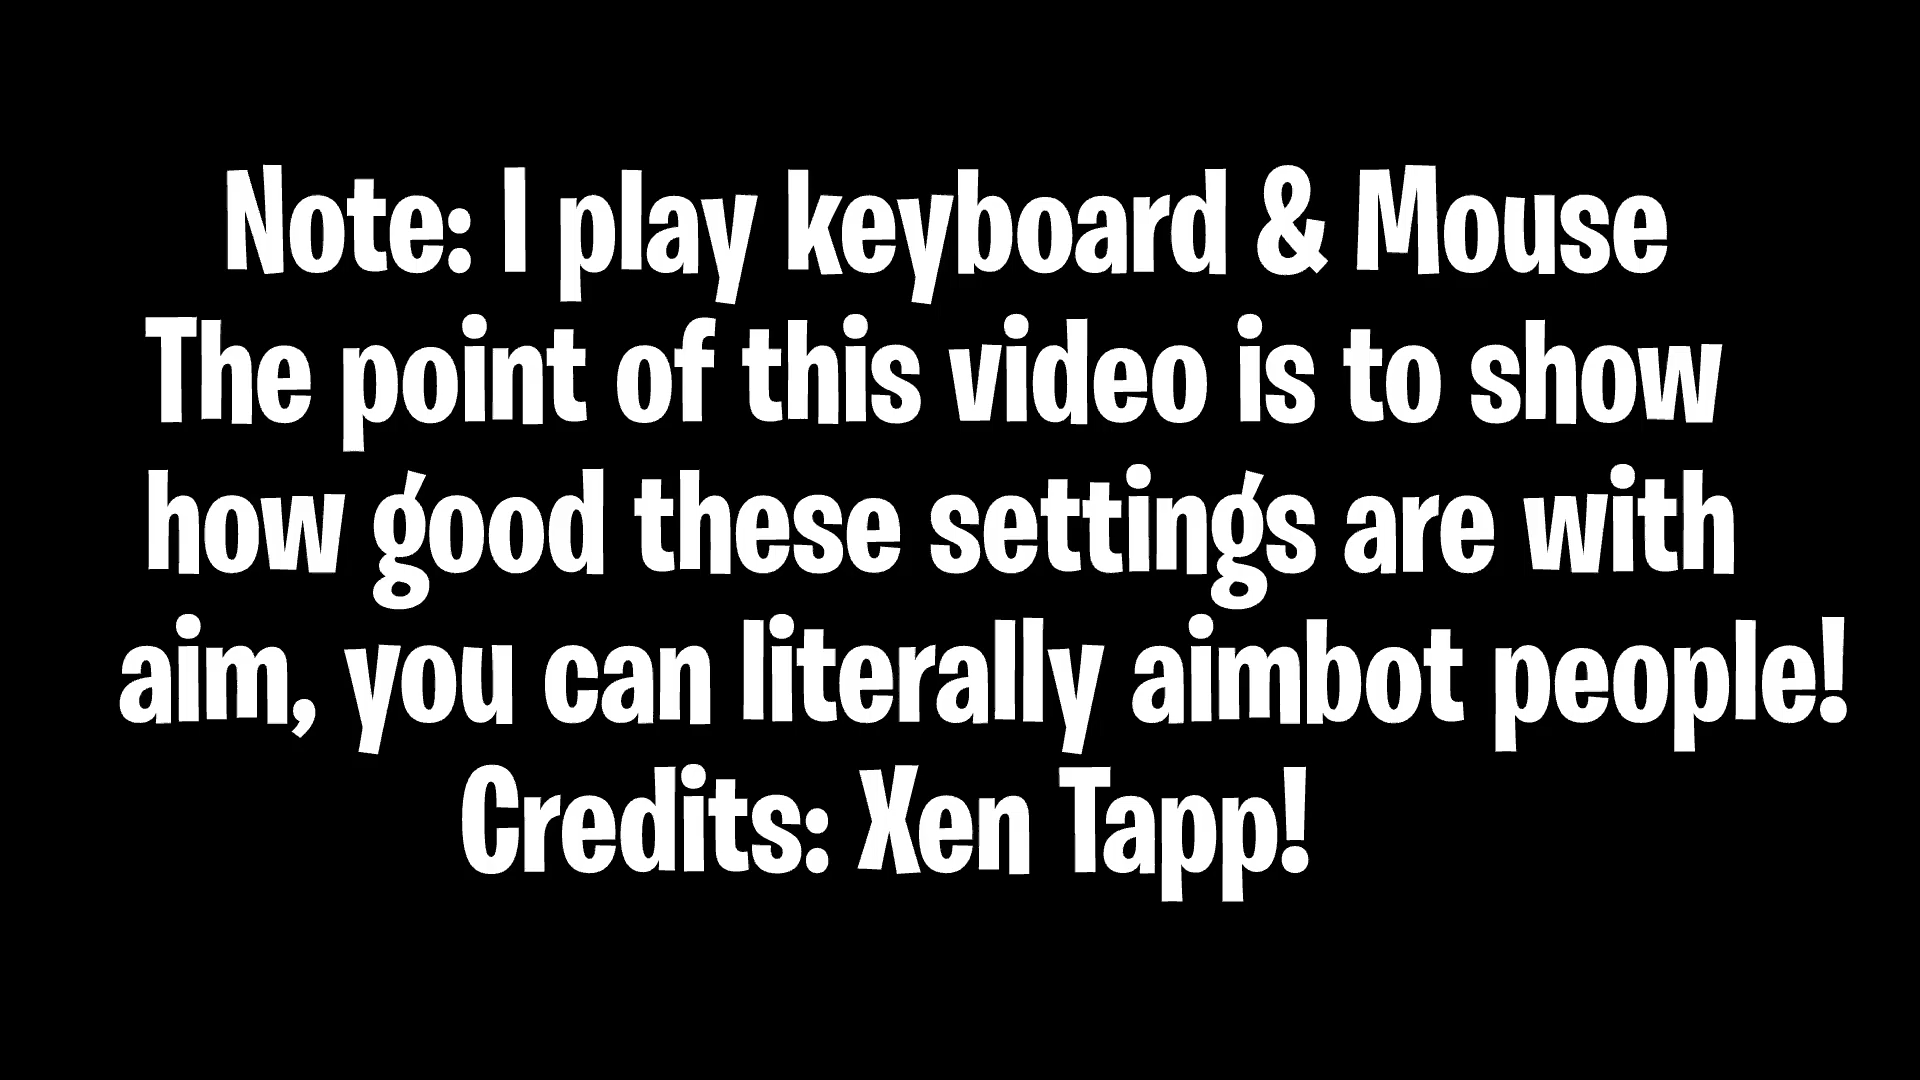 Note: I play keyboard & Mouse
The point of this video is to show
how good these settings are with
aim, you can literally aimbot people!
Credits: Xen Tapp!